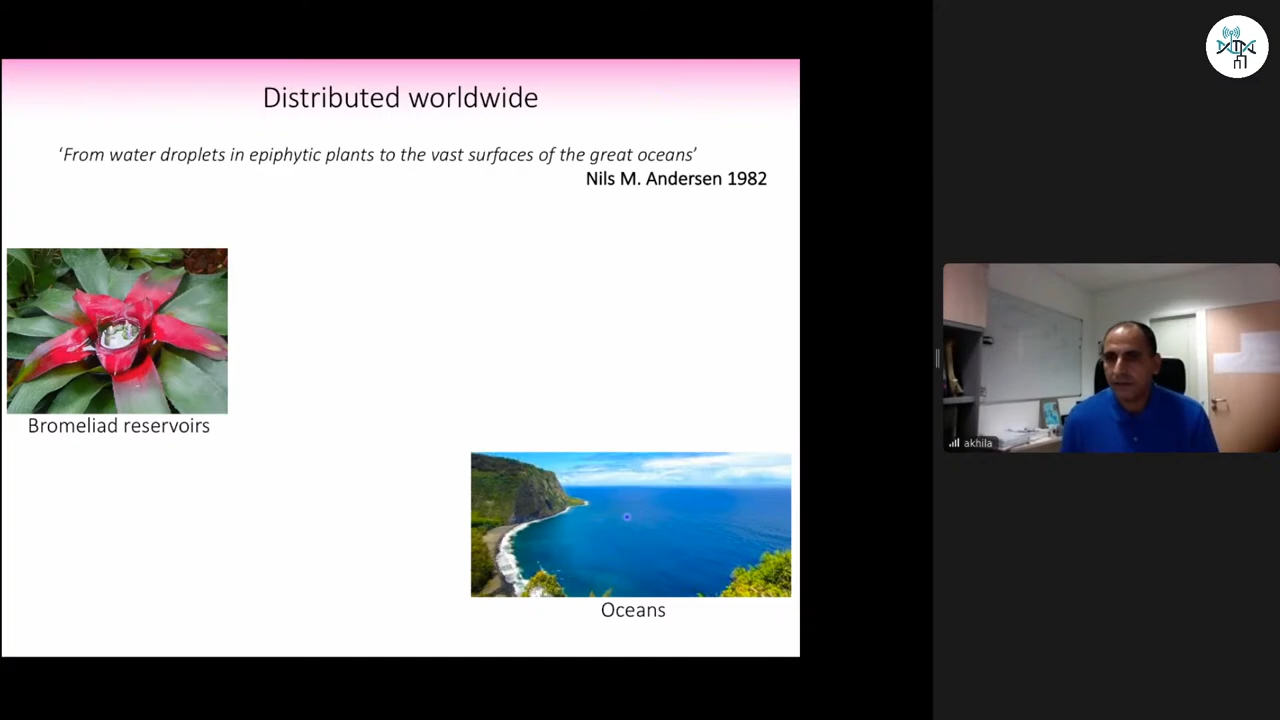 Distributed worldwide
‘From water droplets in epiphytic plants to the vast surfaces of the great oceans’
Nils M. Andersen 1982
Bromeliad reservoirs
Oceans
akhila